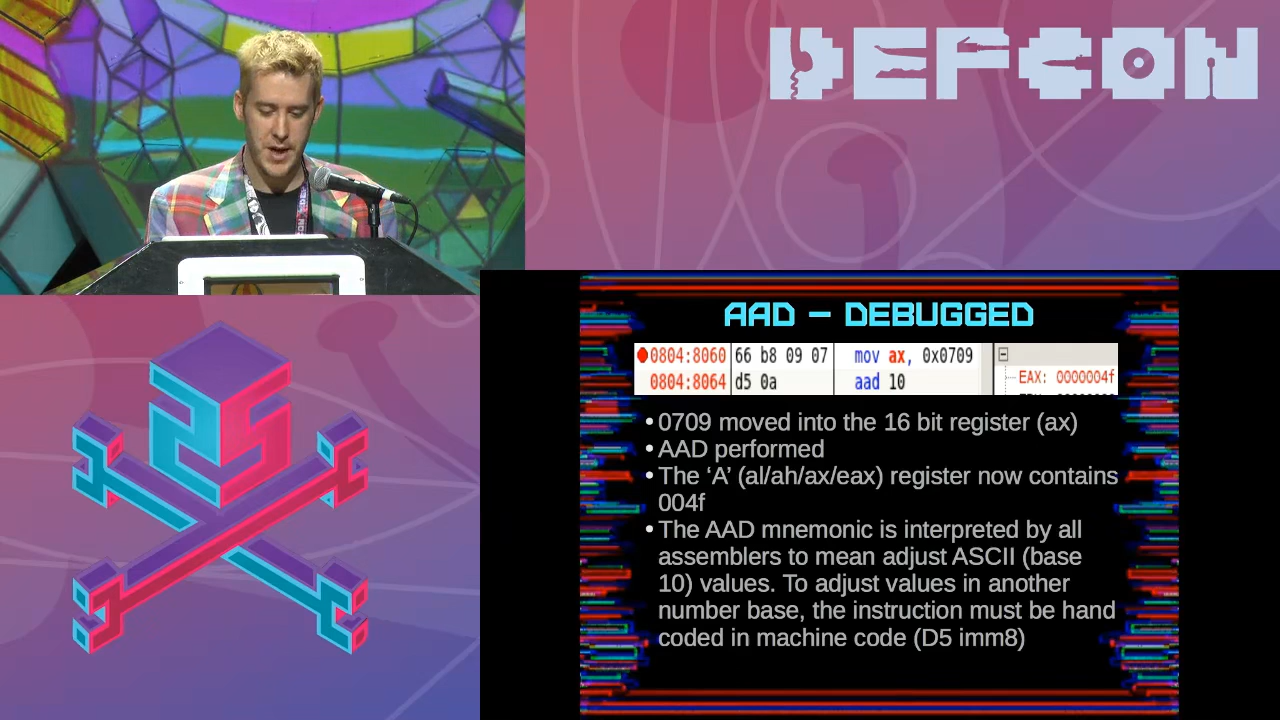 DEFCON
AAD – DEBUGGED
0804:8060 66 b8 09 07 mov ax, 0x0709
EAX: 0000004f
0804:8064 d5 0a aad 10
• 0709 moved into the 16 bit register (ax)
• AAD performed
• The ‘A’ (al/ah/ax/eax) register now contains
004f
• The AAD mnemonic is interpreted by all
assemblers to mean adjust ASCII (base
10) values. To adjust values in another
number base, the instruction must be hand
coded in machine code (D5 imm8)